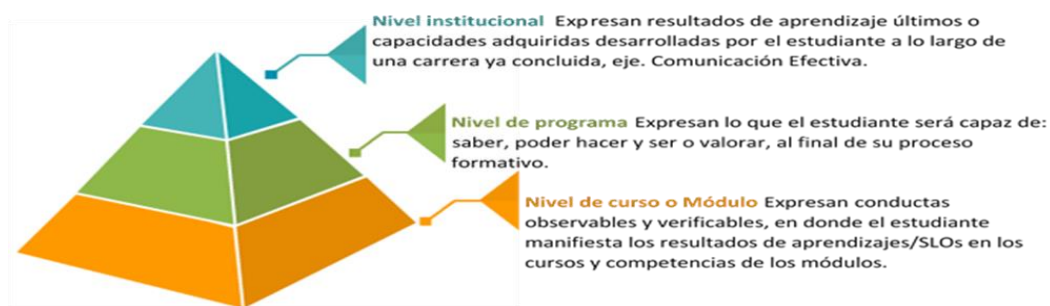 Nivel institucional Expresan resultados de aprendizaje últimos o
capacidades adquiridas desarrolladas por el estudiante a lo largo de
una carrera ya concluida, eje. Comunicación Efectiva.
Nivel de programa Expresan lo que el estudiante será capaz de:
saber, poder hacer y ser o valorar, al final de su proceso
formativo.
Nivel de curso o Módulo Expresan conductas
observables y verificables, en donde el estudiante
manifiesta los resultados de aprendizajes/SLOs en los
cursos y competencias de los módulos.